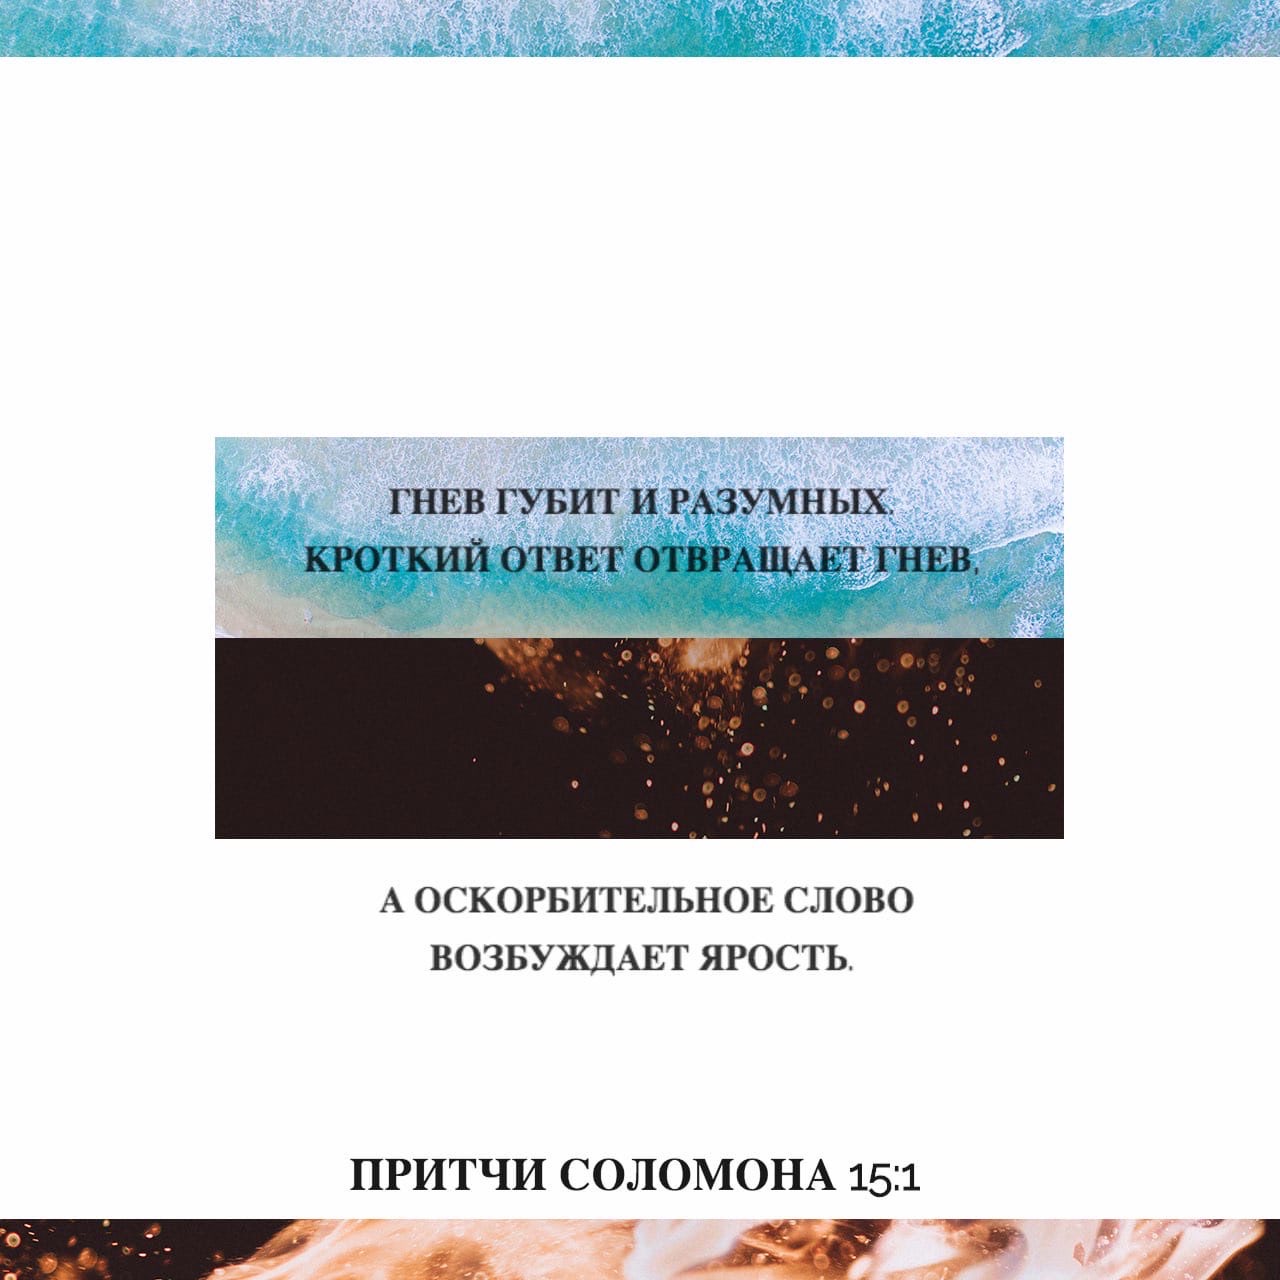 ГНЕВ ГУБИТ И РАЗУМНЫХ.
КРОТКИЙ ОТВЕТ ОТВРАЩАЕТ ГНЕВ,
А ОСКОРБИТЕЛЬНОЕ СЛОВО
ВОЗБУЖДАЕТ ЯРОСТЬ.
ПРИТЧИ СОЛОМОНА 15:1